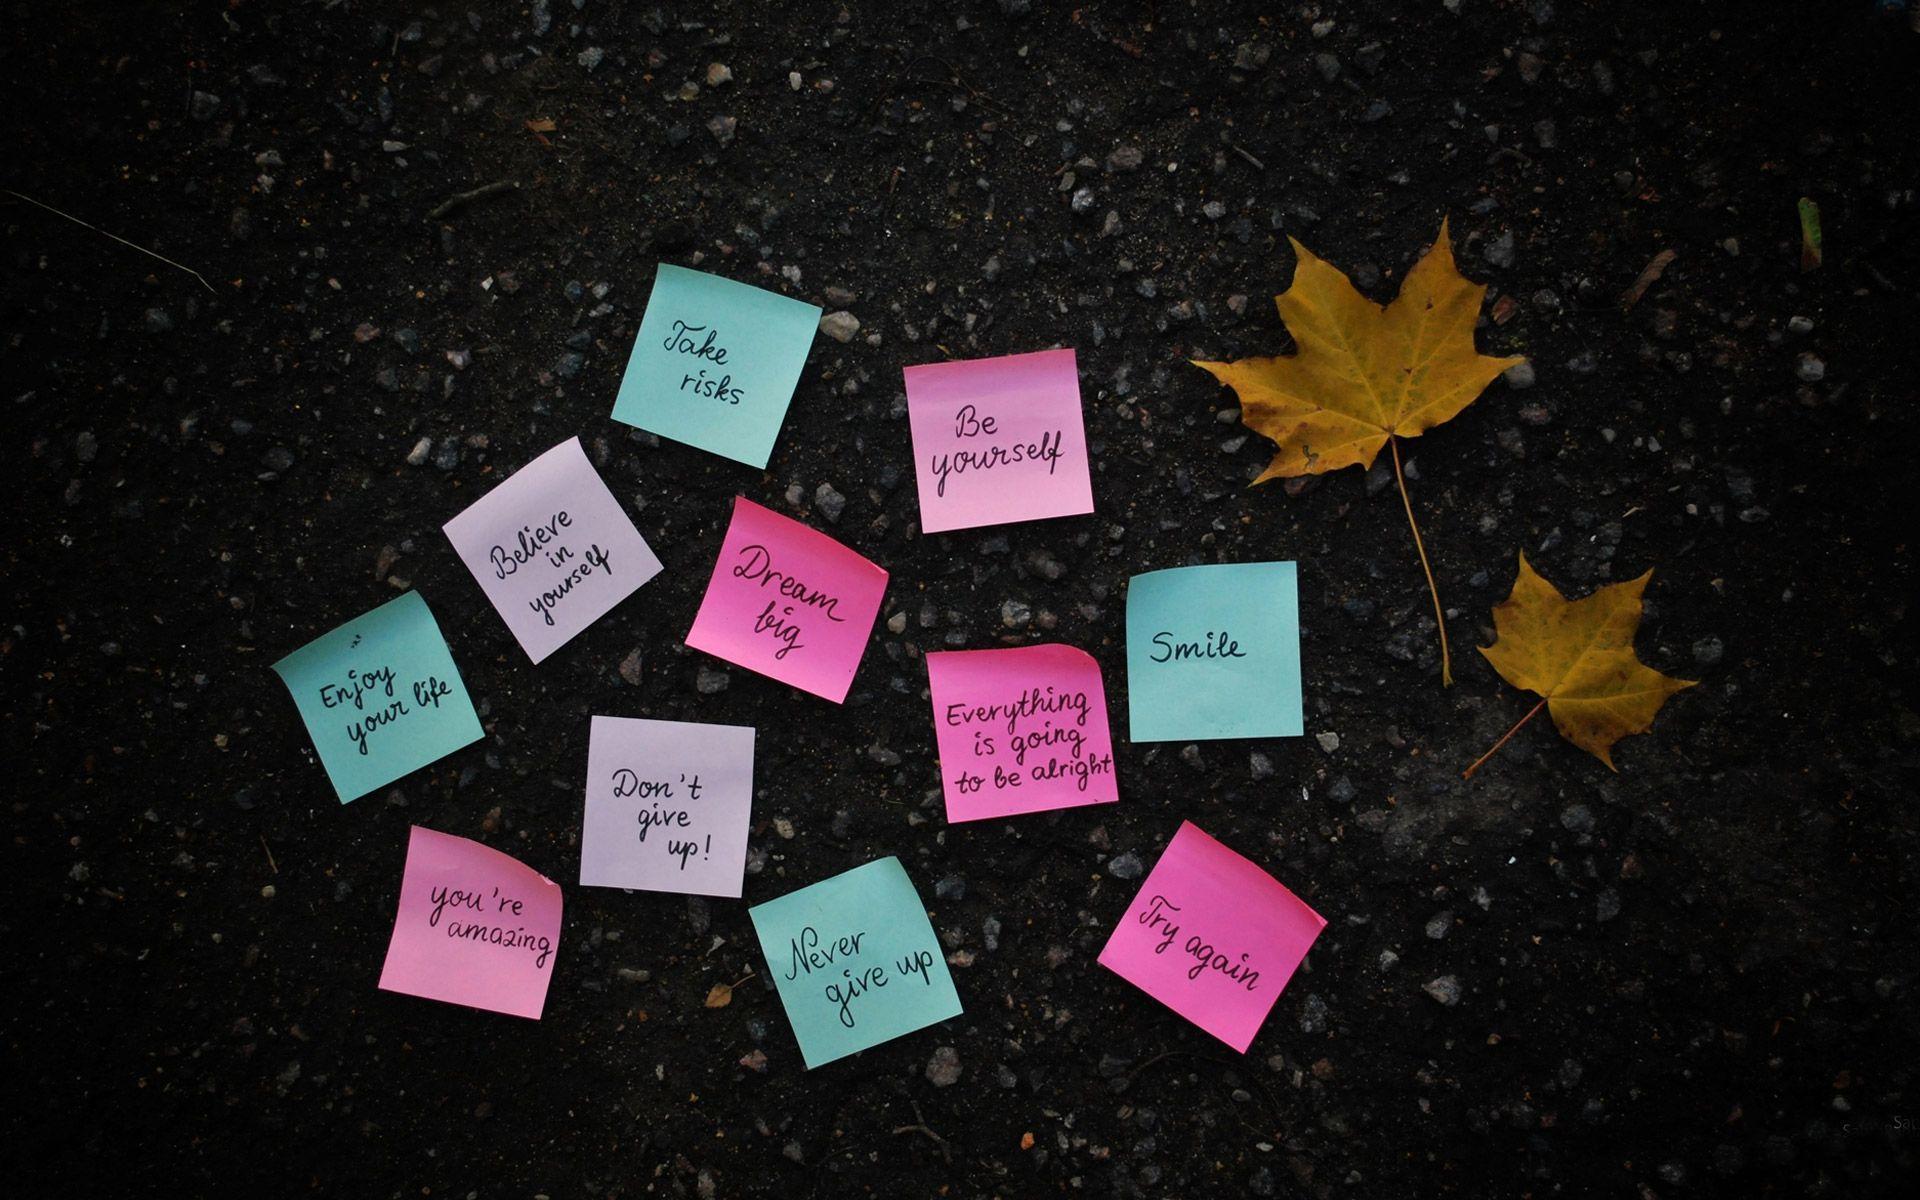 Take
risks
Be
yourself
Believe
in
yourself
Dream
big
Smile
Enjoy
your life
Everything
is going
to be alright
Don't
give
up!
you're
amazing
Never
give up
Try again